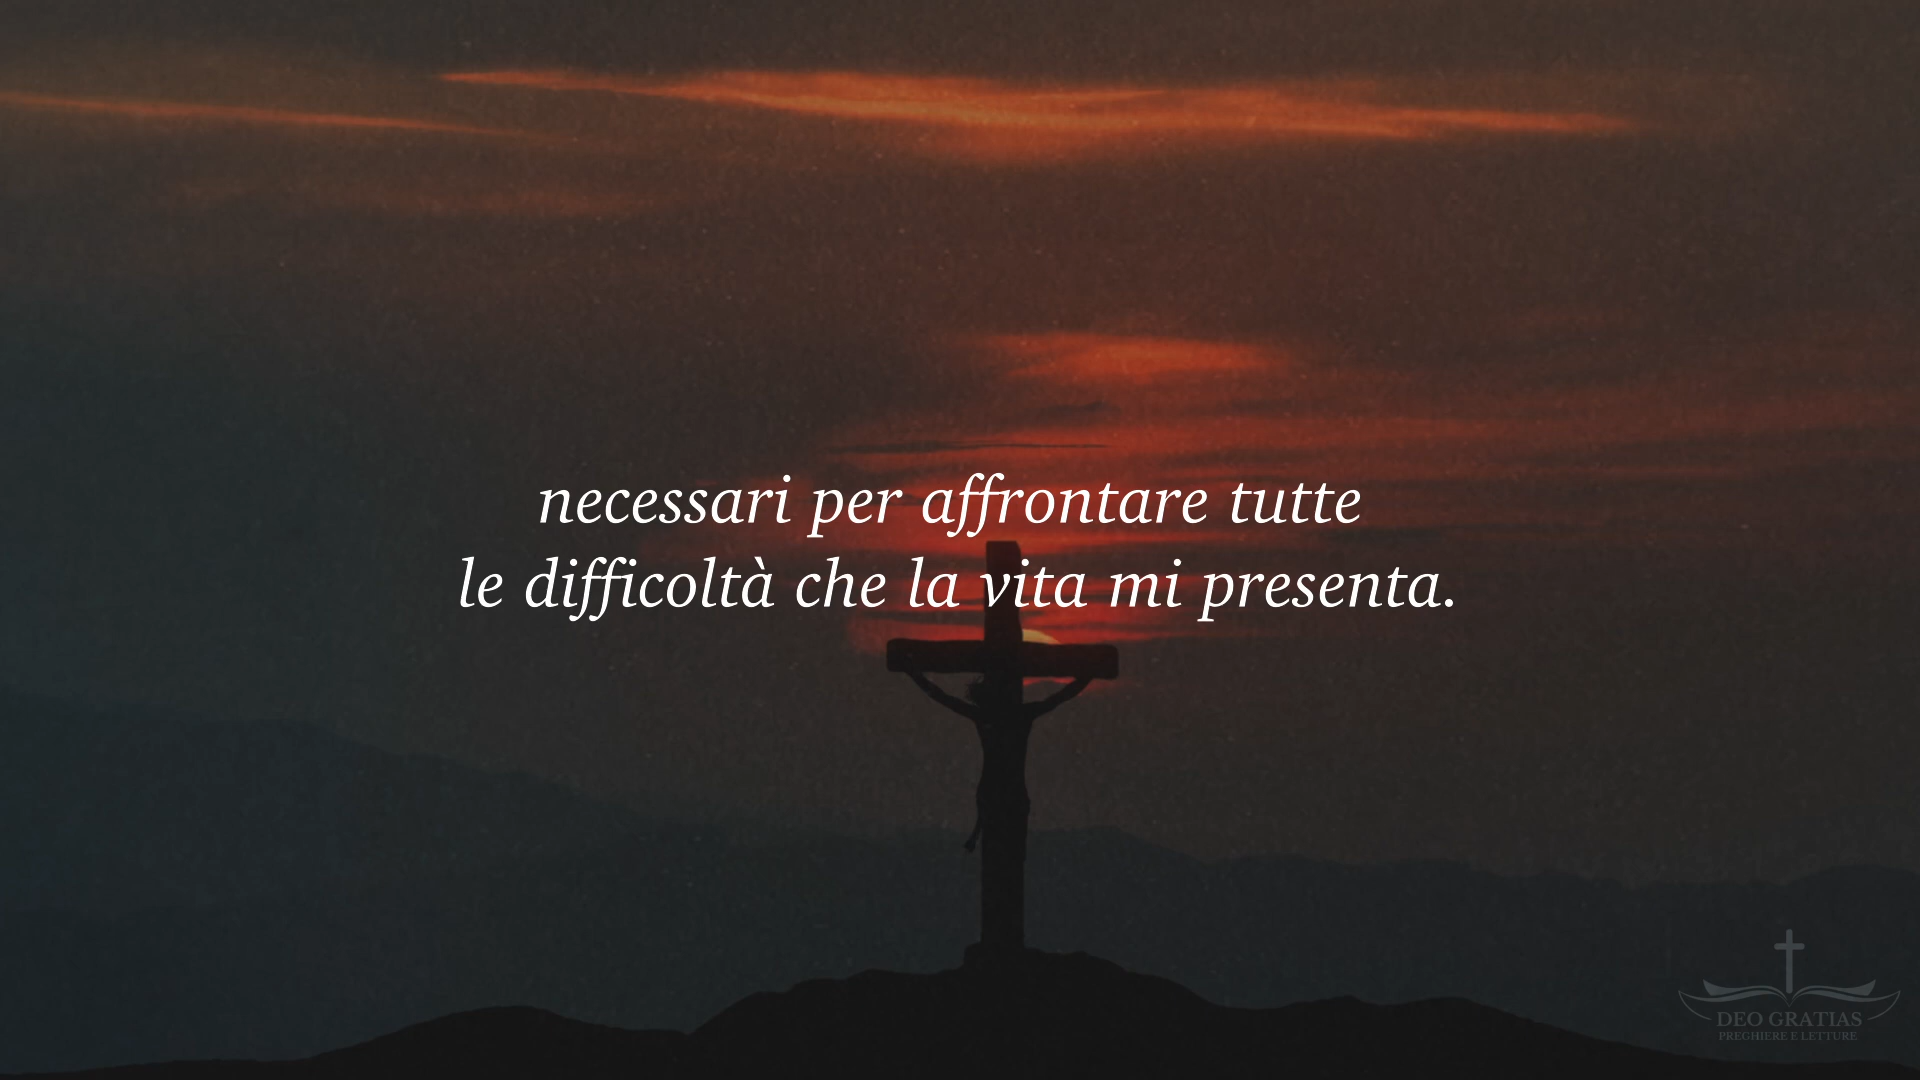 necessari per affrontare tutte
le difficoltà che la vita mi presenta.
DEO GRATIAS
PREGHIERE E LETTURE